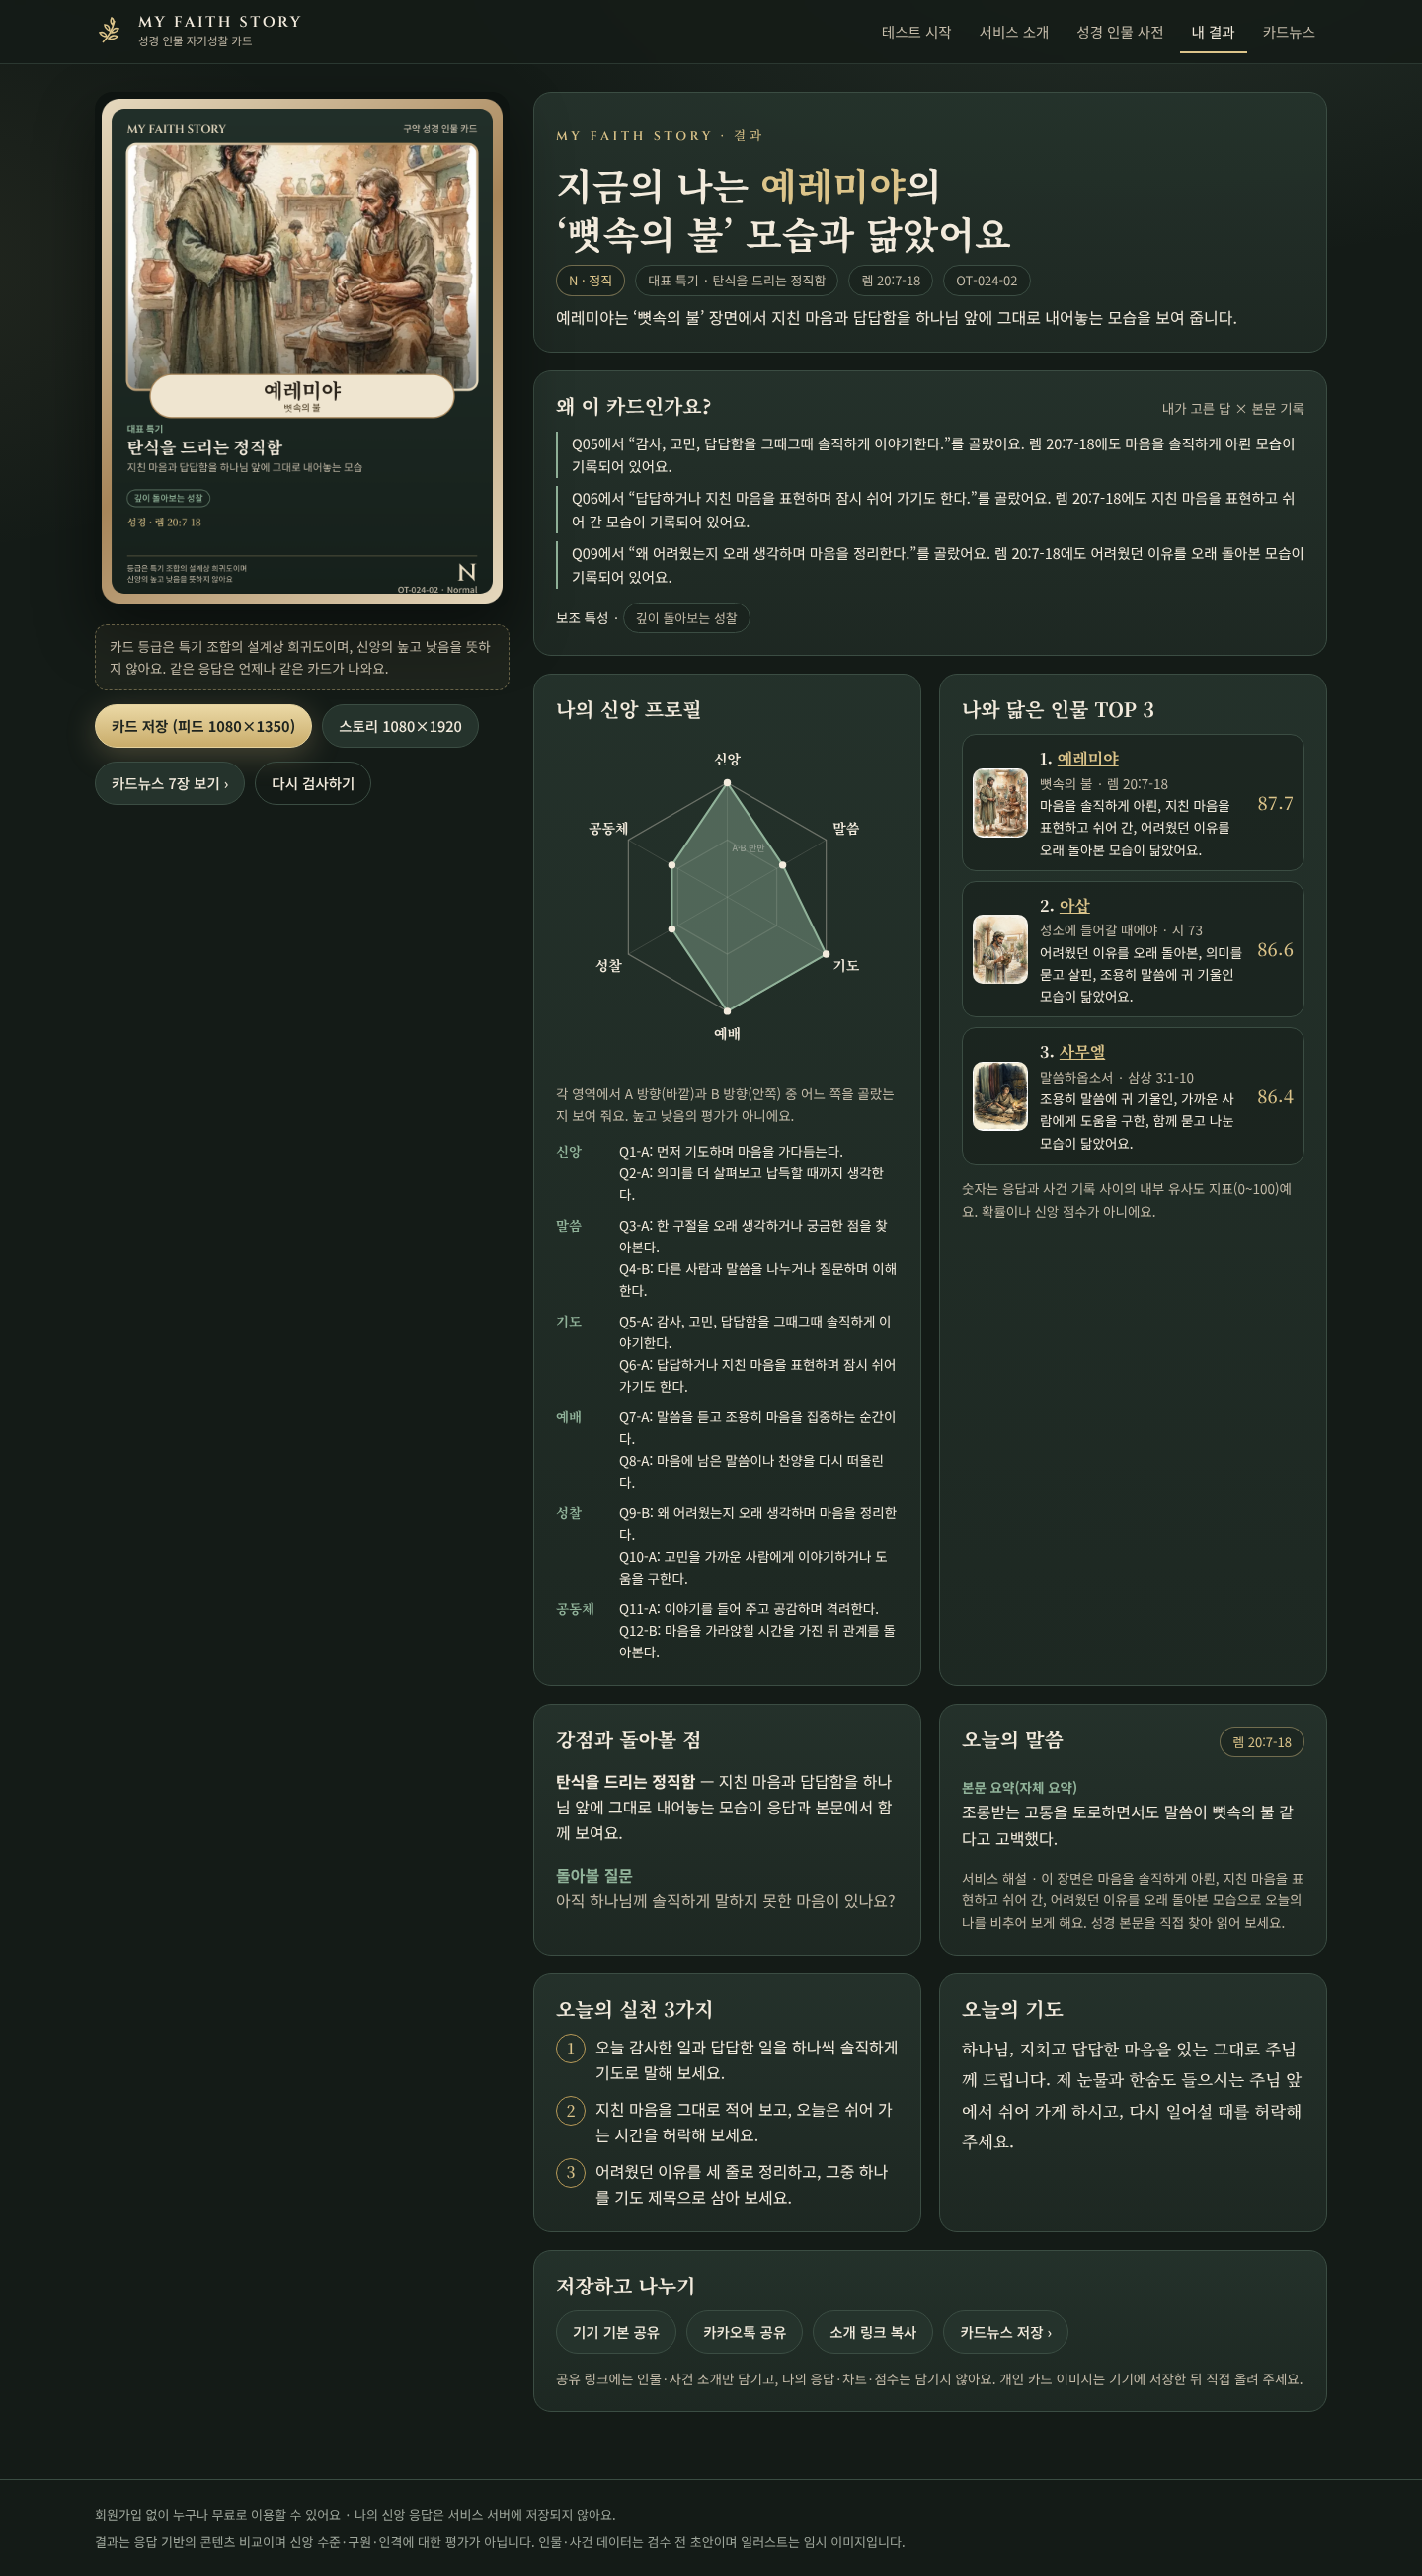 MY FAITH STORY
성경 인물 자기성찰 카드
테스트 시작
서비스 소개
성경 인물 사전
내 결과
카드뉴스
MY FAITH STORY
구약 성경 인물 카드
예레미야
뼛속의 불
대표 특기
탄식을 드리는 정직함
지친 마음과 답답함을 하나님 앞에 그대로 내어놓는 모습
깊이 돌아보는 성찰
성경 · 렘 20:7-18
등급은 특기 조합의 설계상 희귀도이며
신앙의 높고 낮음을 뜻하지 않아요
N
OT-024-02 · Normal
카드 등급은 특기 조합의 설계상 희귀도이며, 신앙의 높고 낮음을 뜻하
지 않아요. 같은 응답은 언제나 같은 카드가 나와요.
카드 저장 (피드 1080×1350)
스토리 1080×1920
카드뉴스 7장 보기 ›
다시 검사하기
MY FAITH STORY · 결과
지금의 나는 예레미야의
‘뼛속의 불’ 모습과 닮았어요
N · 정직
대표 특기 · 탄식을 드리는 정직함
렘 20:7-18
OT-024-02
예레미야는 ‘뼛속의 불’ 장면에서 지친 마음과 답답함을 하나님 앞에 그대로 내어놓는 모습을 보여 줍니다.
왜 이 카드인가요?
내가 고른 답 × 본문 기록
Q05에서 “감사, 고민, 답답함을 그때그때 솔직하게 이야기한다.”를 골랐어요. 렘 20:7-18에도 마음을 솔직하게 아뢴 모습이
기록되어 있어요.
Q06에서 “답답하거나 지친 마음을 표현하며 잠시 쉬어 가기도 한다.”를 골랐어요. 렘 20:7-18에도 지친 마음을 표현하고 쉬
어 간 모습이 기록되어 있어요.
Q09에서 “왜 어려웠는지 오래 생각하며 마음을 정리한다.”를 골랐어요. 렘 20:7-18에도 어려웠던 이유를 오래 돌아본 모습이
기록되어 있어요.
보조 특성 · 깊이 돌아보는 성찰
나의 신앙 프로필
신앙
말씀
기도
예배
성찰
공동체
A·B 반반
각 영역에서 A 방향(바깥)과 B 방향(안쪽) 중 어느 쪽을 골랐는
지 보여 줘요. 높고 낮음의 평가가 아니에요.
신앙
Q1-A: 먼저 기도하며 마음을 가다듬는다.
Q2-A: 의미를 더 살펴보고 납득할 때까지 생각한
다.
말씀
Q3-A: 한 구절을 오래 생각하거나 궁금한 점을 찾
아본다.
Q4-B: 다른 사람과 말씀을 나누거나 질문하며 이해
한다.
기도
Q5-A: 감사, 고민, 답답함을 그때그때 솔직하게 이
야기한다.
Q6-A: 답답하거나 지친 마음을 표현하며 잠시 쉬어
가기도 한다.
예배
Q7-A: 말씀을 듣고 조용히 마음을 집중하는 순간이
다.
Q8-A: 마음에 남은 말씀이나 찬양을 다시 떠올린
다.
성찰
Q9-B: 왜 어려웠는지 오래 생각하며 마음을 정리한
다.
Q10-A: 고민을 가까운 사람에게 이야기하거나 도
움을 구한다.
공동체
Q11-A: 이야기를 들어 주고 공감하며 격려한다.
Q12-B: 마음을 가라앉힐 시간을 가진 뒤 관계를 돌
아본다.
나와 닮은 인물 TOP 3
1. 예레미야
뼛속의 불 · 렘 20:7-18
마음을 솔직하게 아뢴, 지친 마음을
표현하고 쉬어 간, 어려웠던 이유를
오래 돌아본 모습이 닮았어요.
87.7
2. 아삽
성소에 들어갈 때에야 · 시 73
어려웠던 이유를 오래 돌아본, 의미를
묻고 살핀, 조용히 말씀에 귀 기울인
모습이 닮았어요.
86.6
3. 사무엘
말씀하옵소서 · 삼상 3:1-10
조용히 말씀에 귀 기울인, 가까운 사
람에게 도움을 구한, 함께 묻고 나눈
모습이 닮았어요.
86.4
숫자는 응답과 사건 기록 사이의 내부 유사도 지표(0~100)예
요. 확률이나 신앙 점수가 아니에요.
강점과 돌아볼 점
탄식을 드리는 정직함 — 지친 마음과 답답함을 하나
님 앞에 그대로 내어놓는 모습이 응답과 본문에서 함
께 보여요.
돌아볼 질문
아직 하나님께 솔직하게 말하지 못한 마음이 있나요?
오늘의 말씀
렘 20:7-18
본문 요약(자체 요약)
조롱받는 고통을 토로하면서도 말씀이 뼛속의 불 같
다고 고백했다.
서비스 해설 · 이 장면은 마음을 솔직하게 아뢴, 지친 마음을 표
현하고 쉬어 간, 어려웠던 이유를 오래 돌아본 모습으로 오늘의
나를 비추어 보게 해요. 성경 본문을 직접 찾아 읽어 보세요.
오늘의 실천 3가지
1 오늘 감사한 일과 답답한 일을 하나씩 솔직하게
기도로 말해 보세요.
2 지친 마음을 그대로 적어 보고, 오늘은 쉬어 가
는 시간을 허락해 보세요.
3 어려웠던 이유를 세 줄로 정리하고, 그중 하나
를 기도 제목으로 삼아 보세요.
오늘의 기도
하나님, 지치고 답답한 마음을 있는 그대로 주님
께 드립니다. 제 눈물과 한숨도 들으시는 주님 앞
에서 쉬어 가게 하시고, 다시 일어설 때를 허락해
주세요.
저장하고 나누기
기기 기본 공유
카카오톡 공유
소개 링크 복사
카드뉴스 저장 ›
공유 링크에는 인물·사건 소개만 담기고, 나의 응답·차트·점수는 담기지 않아요. 개인 카드 이미지는 기기에 저장한 뒤 직접 올려 주세요.
회원가입 없이 누구나 무료로 이용할 수 있어요 · 나의 신앙 응답은 서비스 서버에 저장되지 않아요.
결과는 응답 기반의 콘텐츠 비교이며 신앙 수준·구원·인격에 대한 평가가 아닙니다. 인물·사건 데이터는 검수 전 초안이며 일러스트는 임시 이미지입니다.